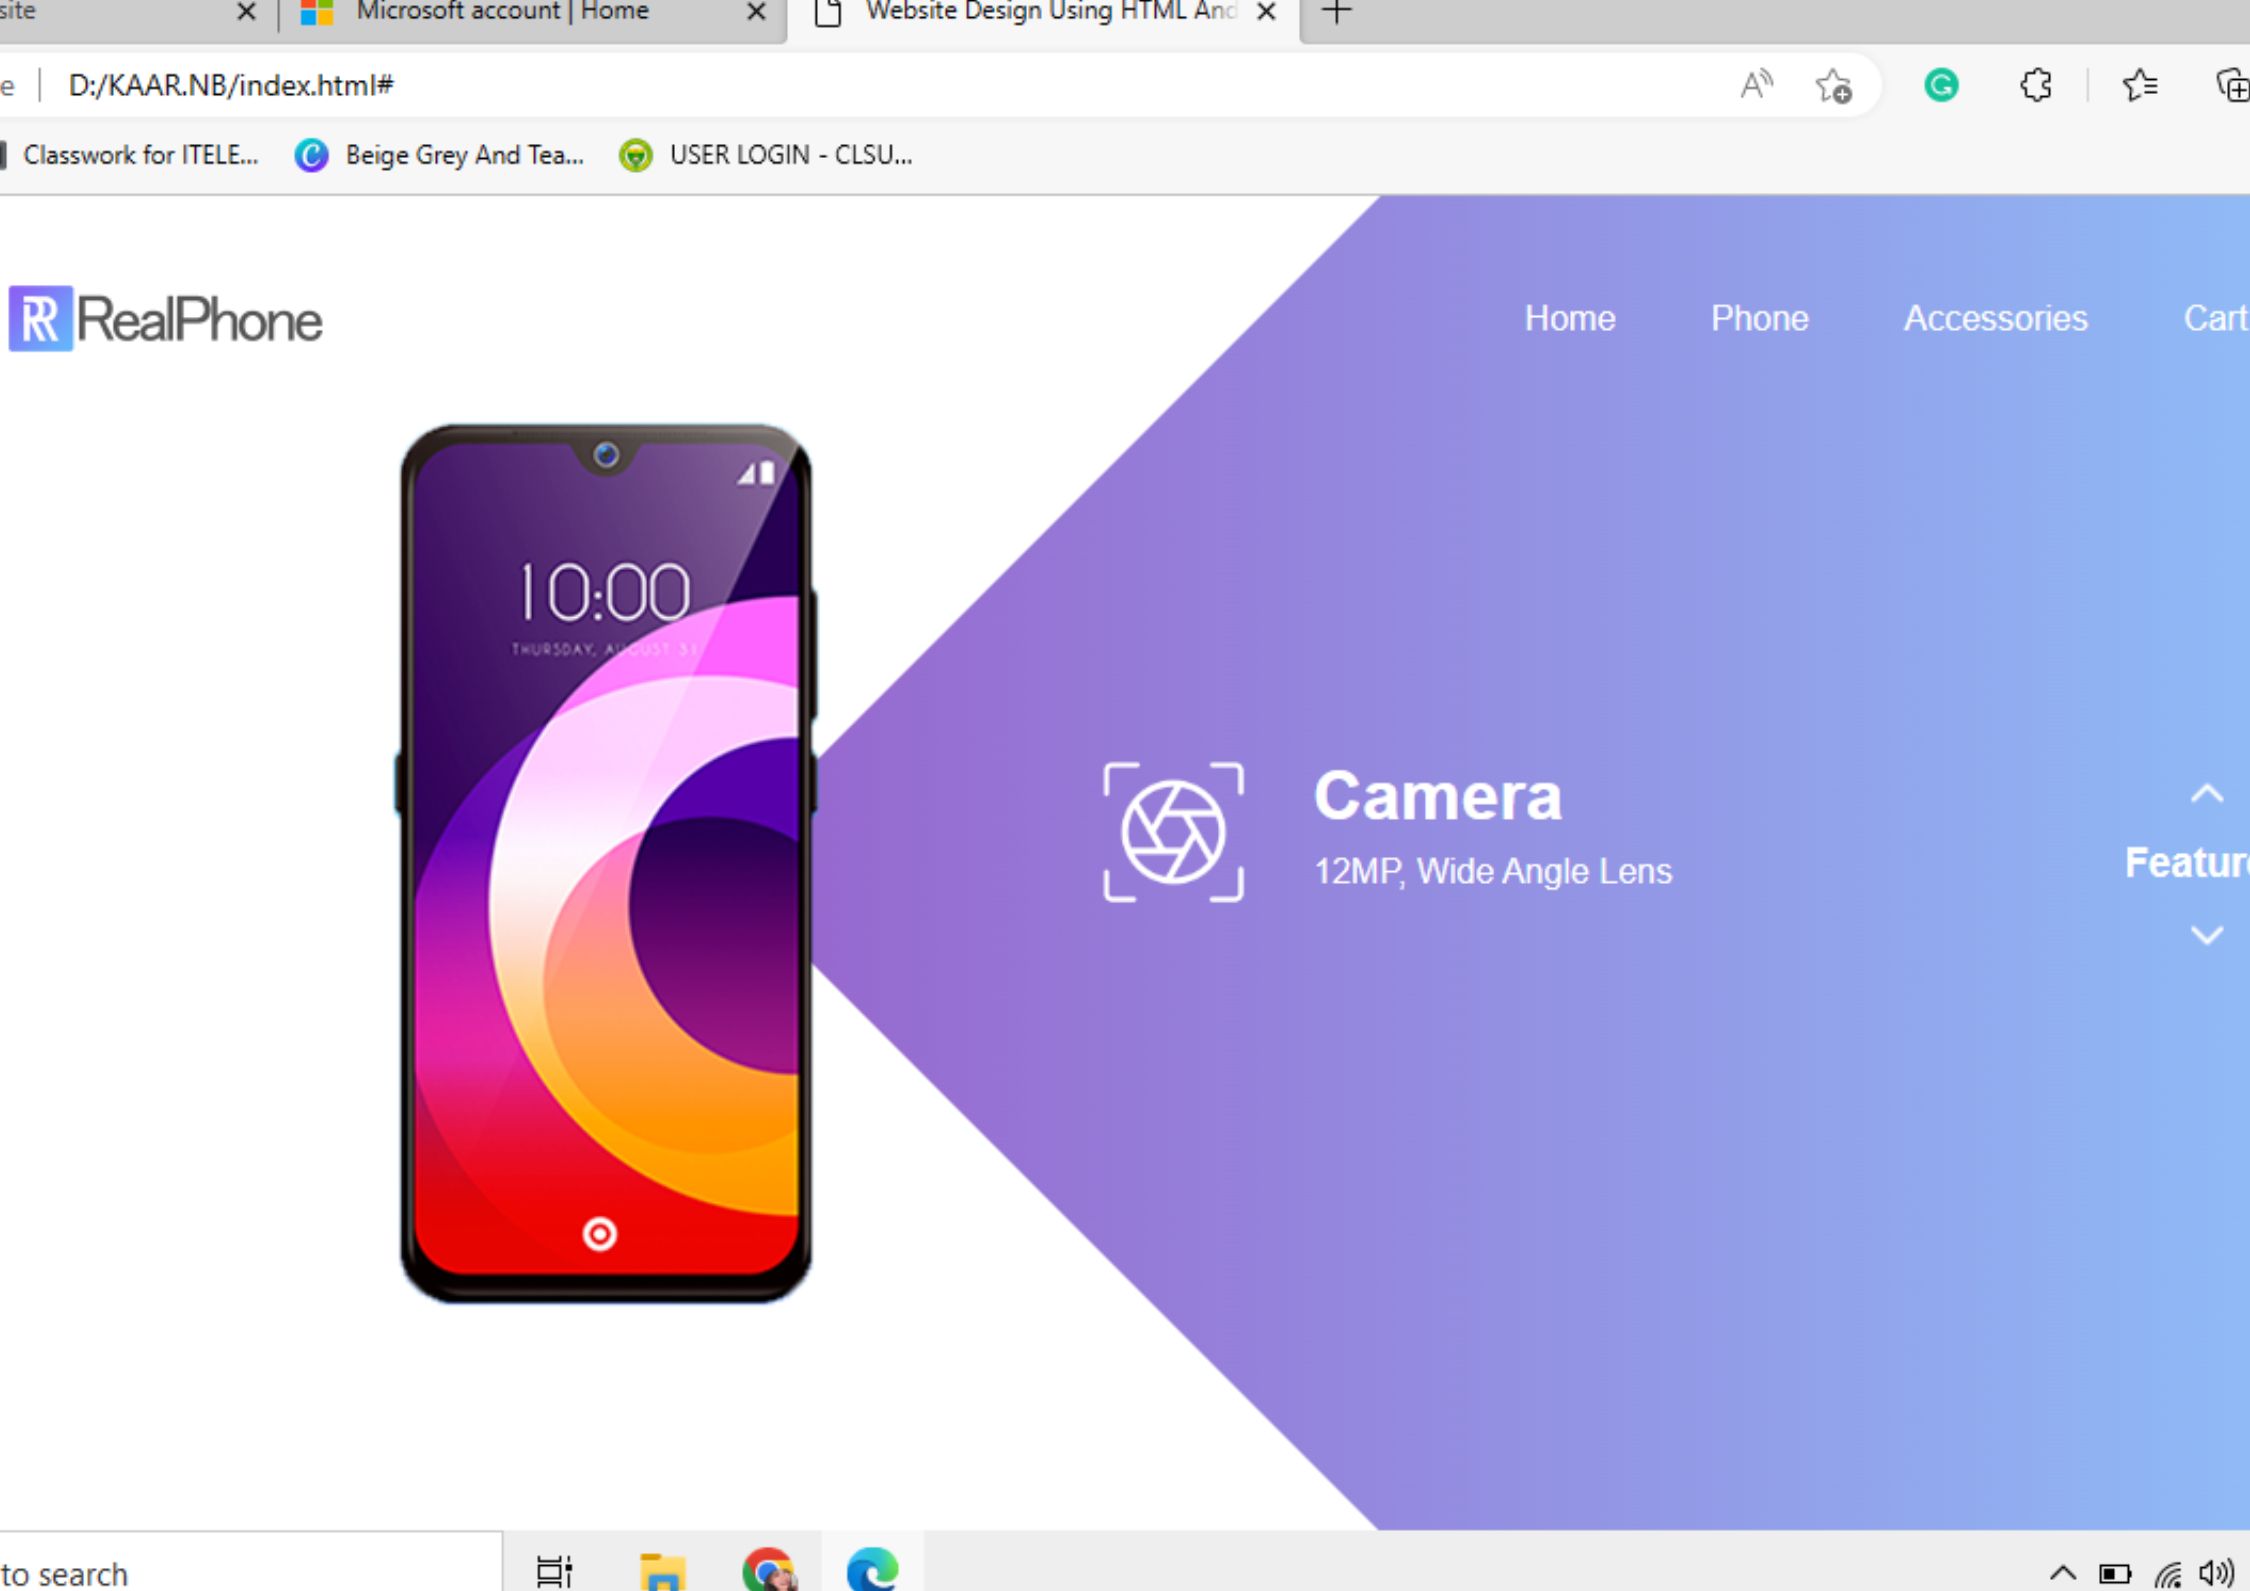 site
Microsoft account | Home
Website Design Using HTML And
e
D:/KAAR.NB/index.html#
Classwork for ITELE...
Beige Grey And Tea...
USER LOGIN - CLSU...
RealPhone
Home
Phone
Accessories
Cart
10:00
THURSDAY, AUGUST 31
Camera
12MP, Wide Angle Lens
Feature
to search